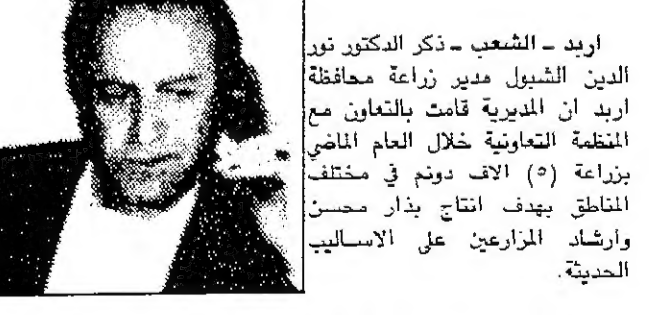 اربد ـ الشعب ـ ذكر الدكتور نور
الدين الشبول مدير زراعة محافظة
اربد ان المديرية قامت بالتعاون مع
المنظمة التعاونية خلال العام الماضي
بزراعة (٥) الاف دونم في مختلف
المناطق بهدف انتاج بذار محسن
وارشاد المزارعين على الاساليب
الحديثة.